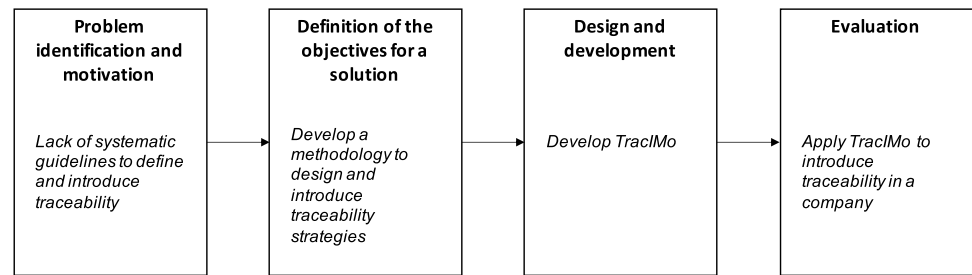 Problem
identification and
motivation
Lack of systematic
guidelines to define
and introduce
traceability
Definition of the
objectives for a
solution
Develop a
methodology to
design and
introduce
traceability
strategies
Design and
development
Develop TracIMo
Evaluation
Apply TracIMo to
introduce
traceability in a
company